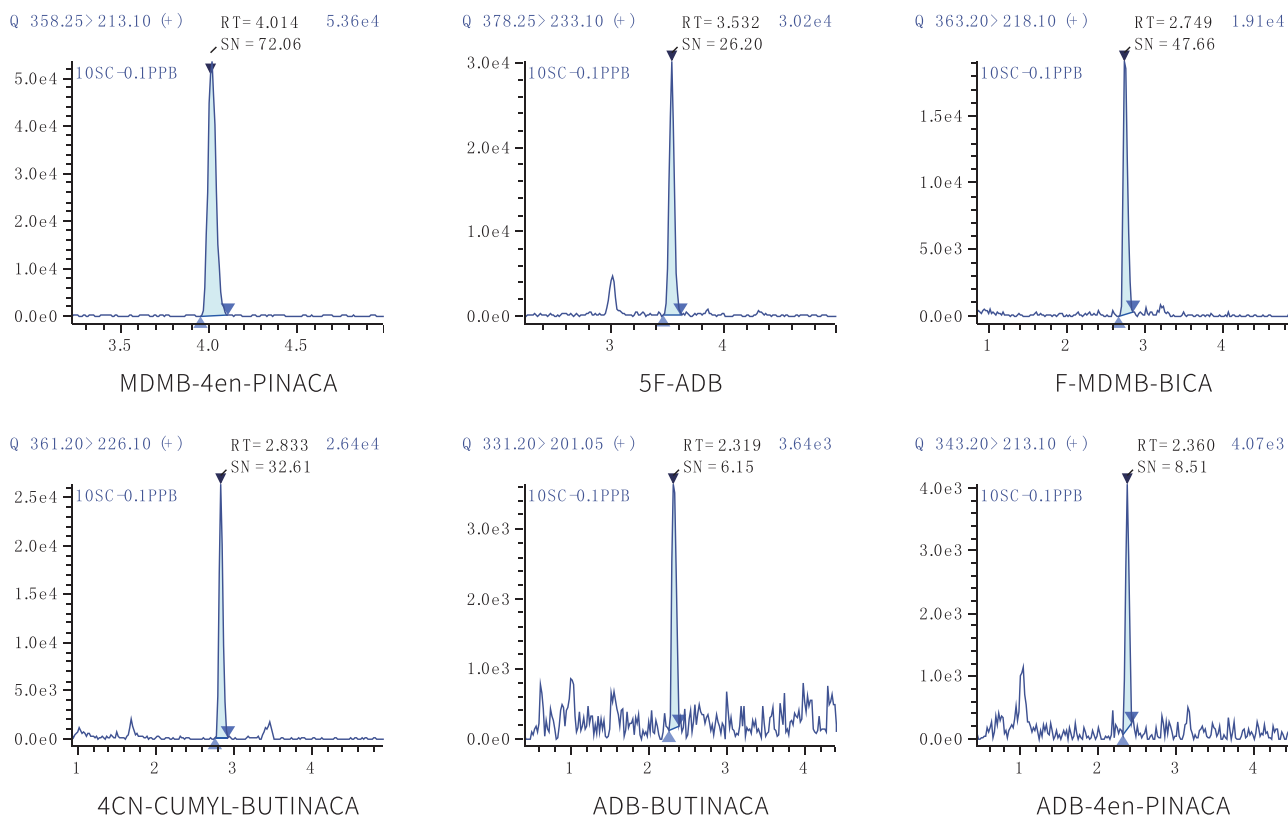 Q 358.25>213.10 (+) RT=4.014 5.36e4
SN=72.06
10SC-0.1PPB
5.0e4
4.0e4
3.0e4
2.0e4
1.0e4
0.0e0
3.5 4.0 4.5
MDMB-4en-PINACA
Q 378.25>233.10 (+) RT=3.532 3.02e4
SN=26.20
10SC-0.1PPB
3.0e4
2.0e4
1.0e4
0.0e0
3 4
5F-ADB
Q 363.20>218.10 (+) RT=2.749 1.91e4
SN=47.66
10SC-0.1PPB
1.5e4
1.0e4
5.0e3
0.0e0
1 2 3 4
F-MDMB-BICA
Q 361.20>226.10 (+) RT=2.833 2.64e4
SN=32.61
10SC-0.1PPB
2.5e4
2.0e4
1.5e4
1.0e4
5.0e3
0.0e0
1 2 3 4
4CN-CUMYL-BUTINACA
Q 331.20>201.05 (+) RT=2.319 3.64e3
SN=6.15
10SC-0.1PPB
3.0e3
2.0e3
1.0e3
0.0e0
1 2 3 4
ADB-BUTINACA
Q 343.20>213.10 (+) RT=2.360 4.07e3
SN=8.51
10SC-0.1PPB
4.0e3
3.0e3
2.0e3
1.0e3
0.0e0
1 2 3 4
ADB-4en-PINACA